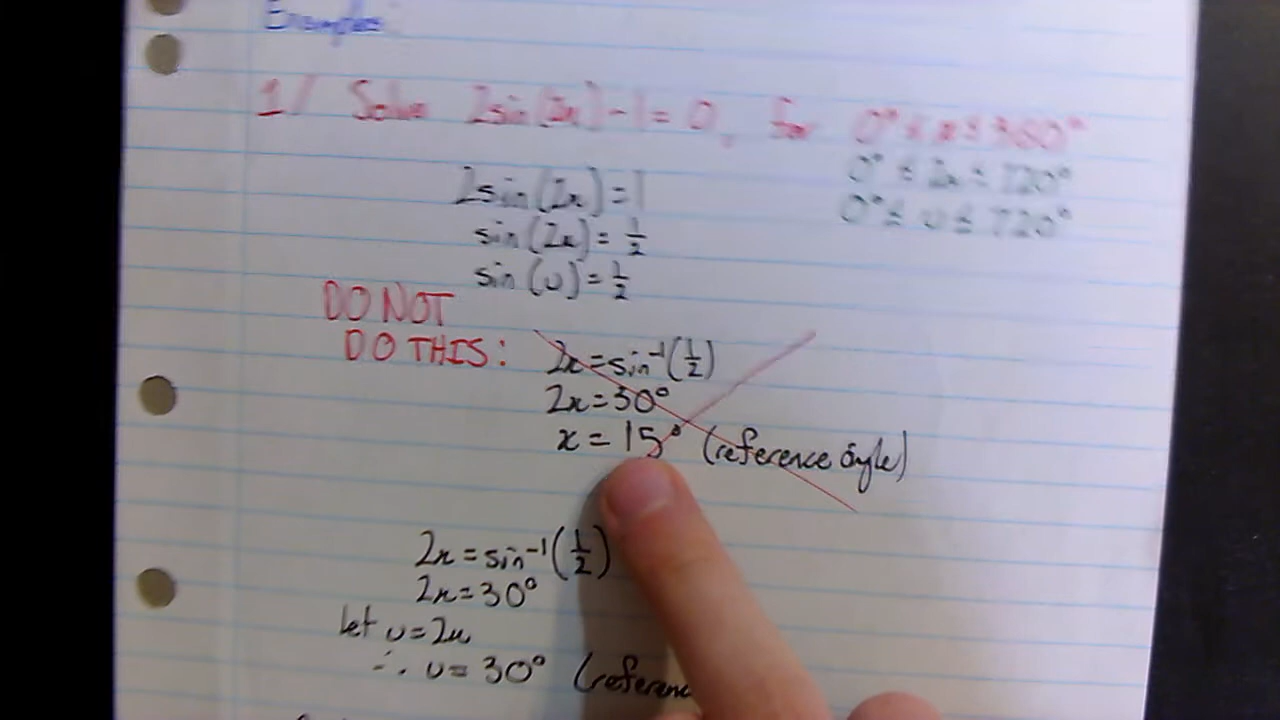 Examples:
1/ Solve 2sin(2x)-1=0, for 0° ≤ x ≤ 360°
0° ≤ 2x ≤ 720°
0° ≤ u ≤ 720°
2sin(2x)=1
sin(2x)=1/2
sin(u)=1/2
DO NOT
DO THIS:
2x=sin⁻¹(1/2)
2x=30°
x=15° (reference angle)
2x=sin⁻¹(1/2)
2x=30°
let u=2x
∴ u=30° (referenc